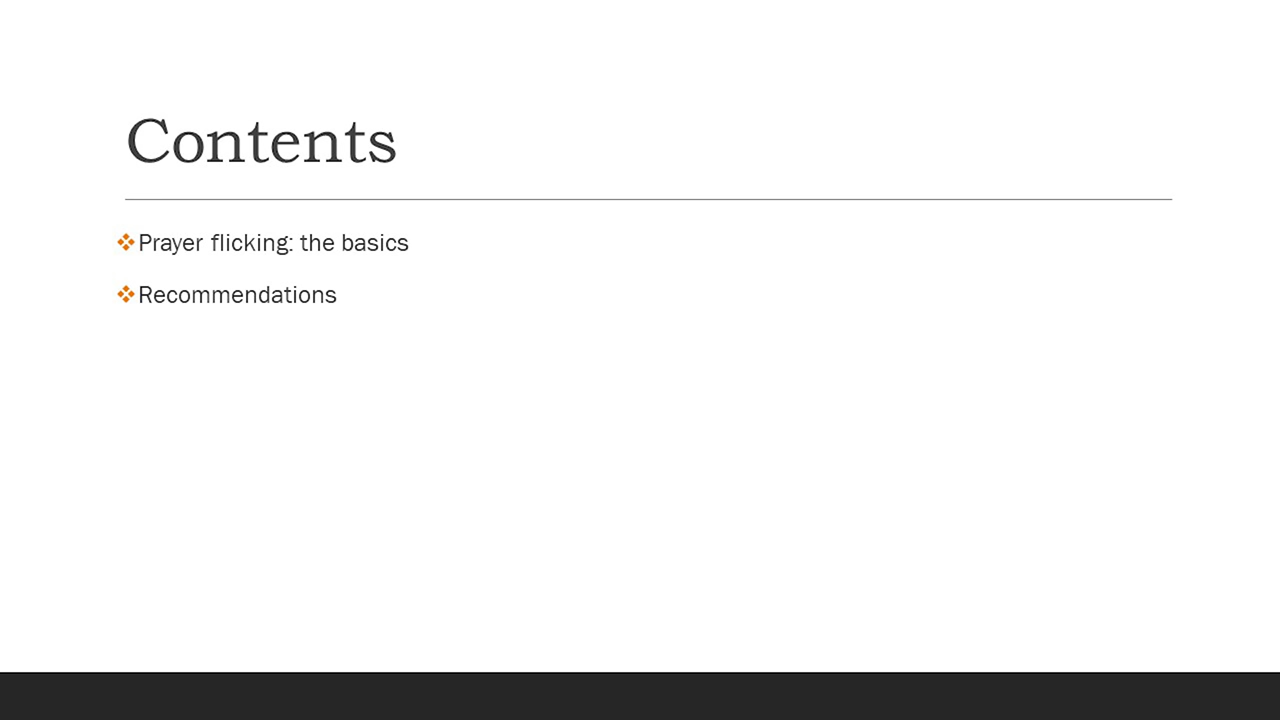 Contents
❖Prayer flicking: the basics
❖Recommendations